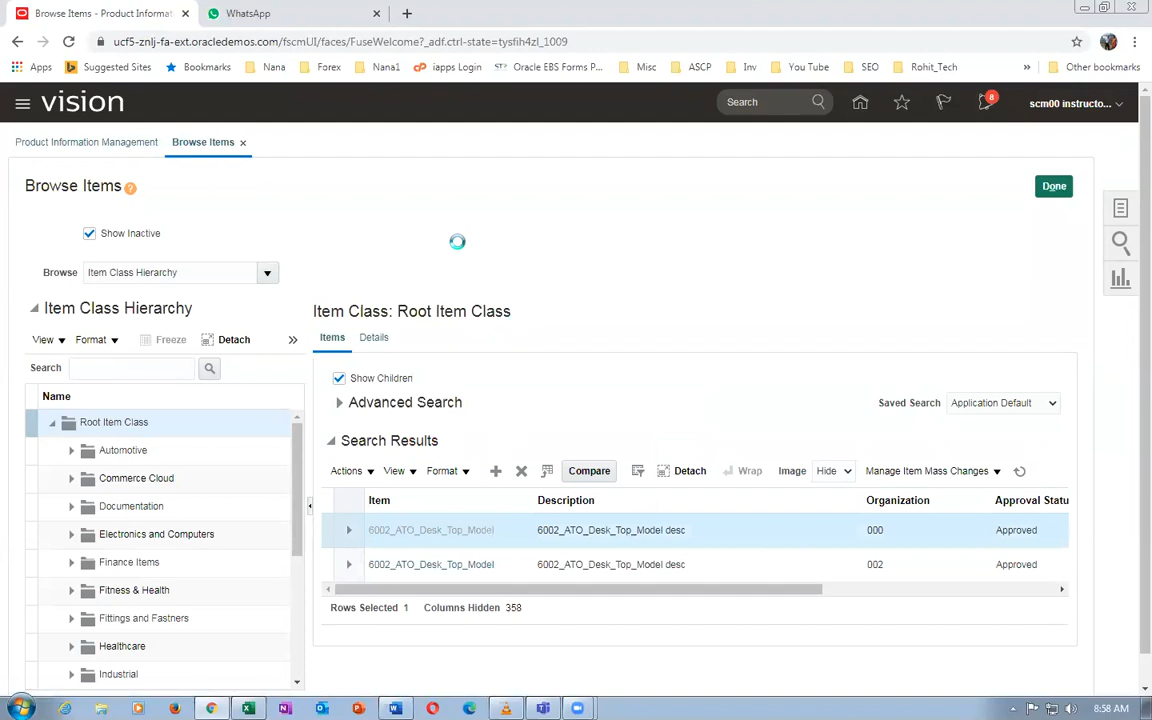 Browse Items - Product Informat
WhatsApp
ucf5-znlj-fa-ext.oracledemos.com/fscmUI/faces/FuseWelcome?_adf.ctrl-state=tysfih4zl_1009
Apps Suggested Sites Bookmarks Nana Forex Nana1 iapps Login Oracle EBS Forms P... Misc ASCP Inv You Tube SEO Rohit_Tech » Other bookmarks
vision
Search
8
scm00 instructo...
Product Information Management Browse Items
Browse Items
Done
Show Inactive
Browse Item Class Hierarchy
Item Class Hierarchy
View Format Freeze Detach »
Search
Name
Root Item Class
Automotive
Commerce Cloud
Documentation
Electronics and Computers
Finance Items
Fitness & Health
Fittings and Fastners
Healthcare
Industrial
Item Class: Root Item Class
Items Details
Show Children
Advanced Search
Saved Search Application Default
Search Results
Actions View Format Compare Detach Wrap Image Hide Manage Item Mass Changes
Item Description Organization Approval Statu
6002_ATO_Desk_Top_Model 6002_ATO_Desk_Top_Model desc 000 Approved
6002_ATO_Desk_Top_Model 6002_ATO_Desk_Top_Model desc 002 Approved
Rows Selected 1 Columns Hidden 358
8:58 AM